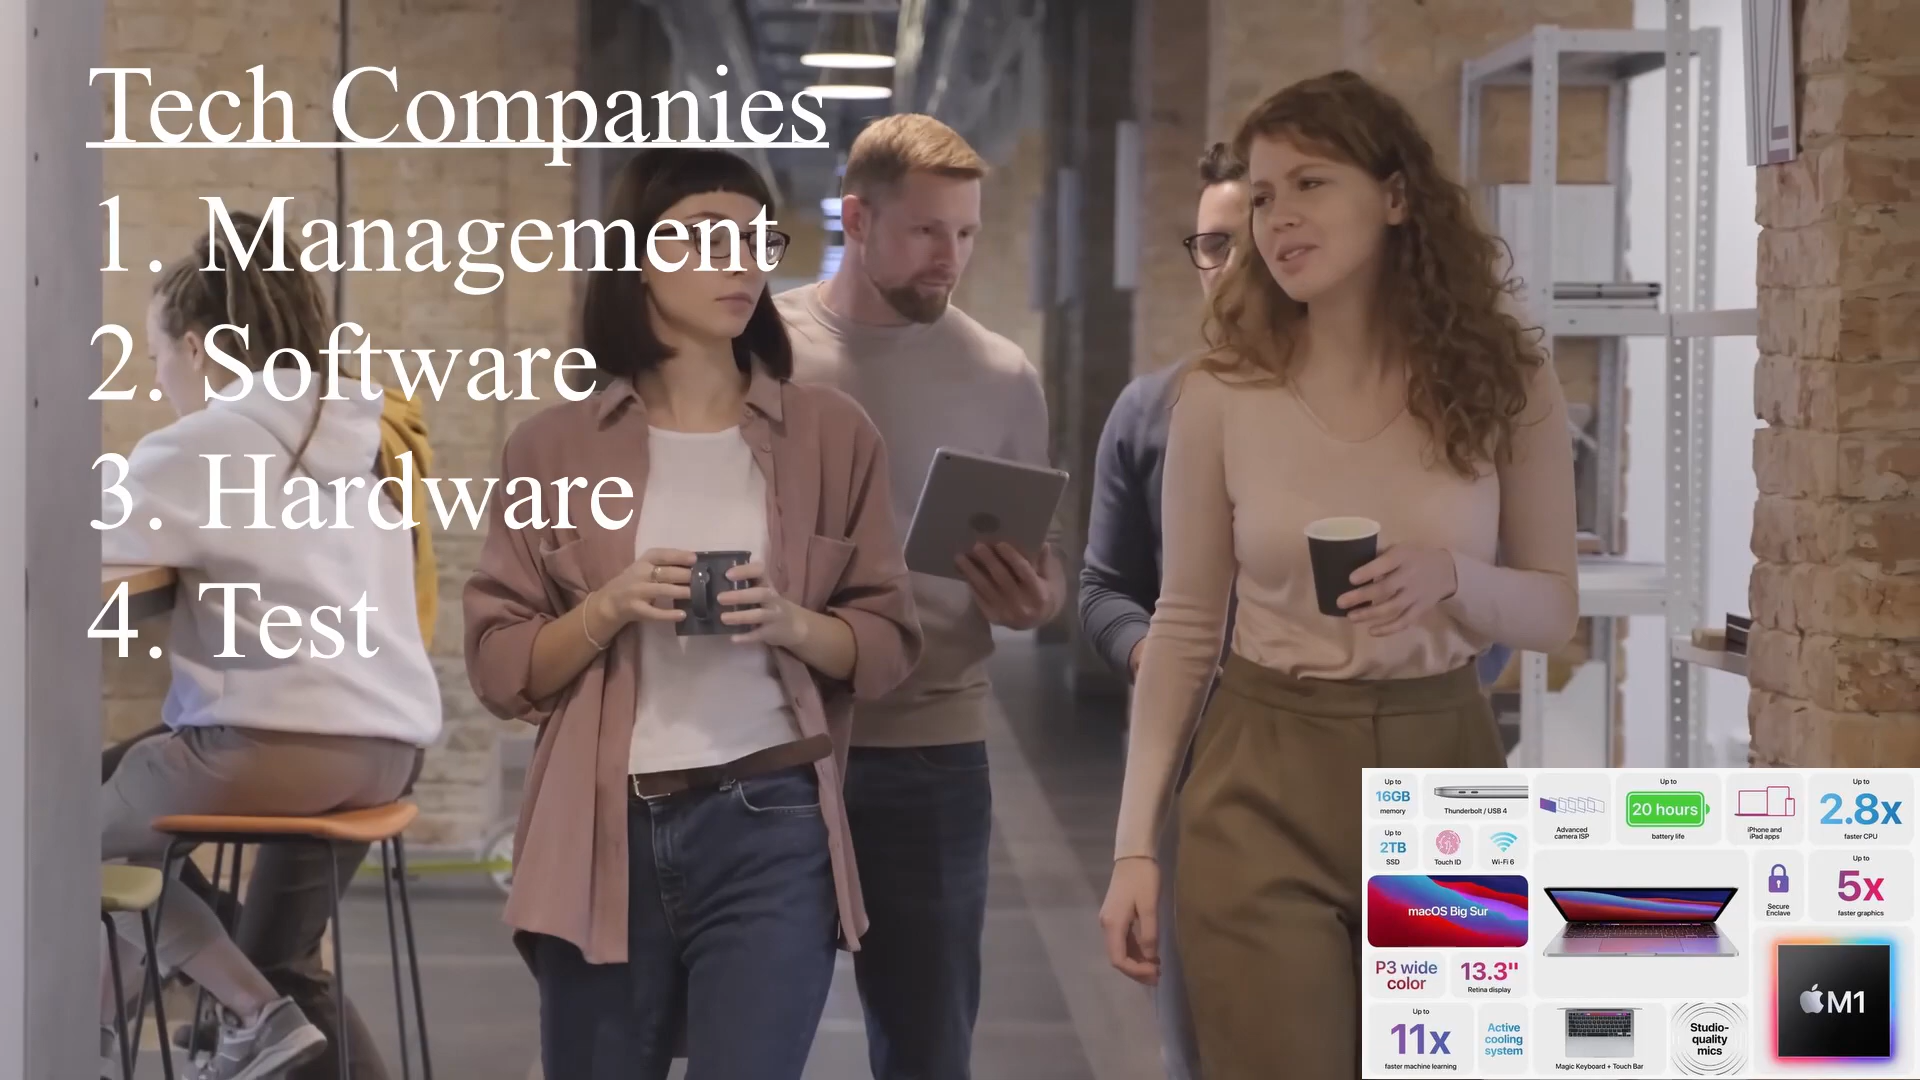 Tech Companies
1. Management
2. Software
3. Hardware
4. Test
Up to
16GB
memory
Thunderbolt / USB 4
Advanced
camera ISP
Up to
20 hours
battery life
iPhone and
iPad apps
Up to
2.8x
faster CPU
Up to
2TB
SSD
Touch ID
Wi-Fi 6
macOS Big Sur
Secure
Enclave
Up to
5x
faster graphics
P3 wide
color
13.3"
Retina display
M1
Up to
11x
faster machine learning
Active
cooling
system
Magic Keyboard + Touch Bar
Studio-
quality
mics